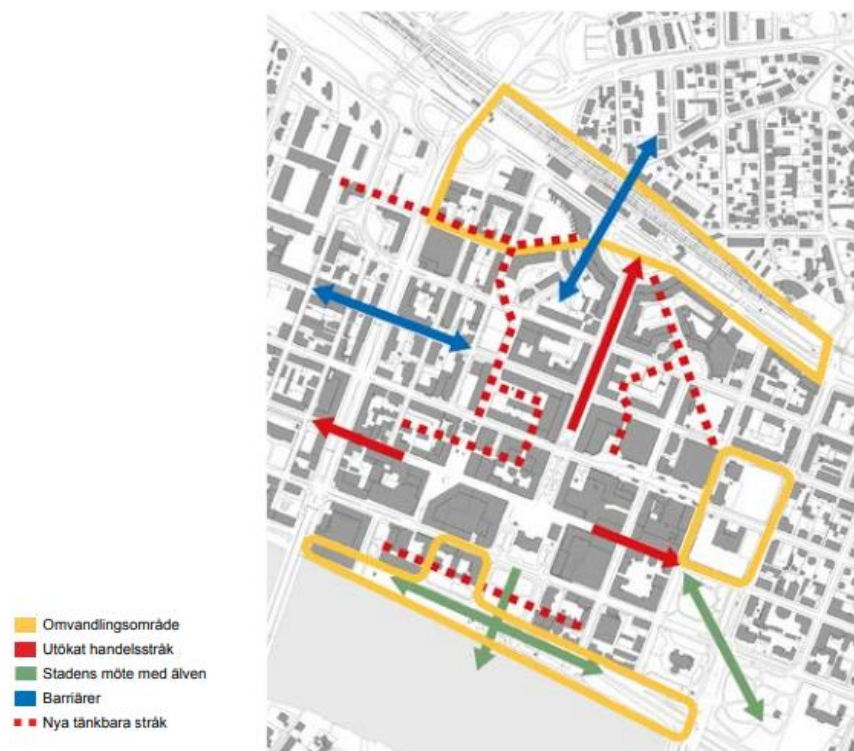 Omvandlingsområde
Utökat handelsstråk
Stadens möte med älven
Barriärer
Nya tänkbara stråk